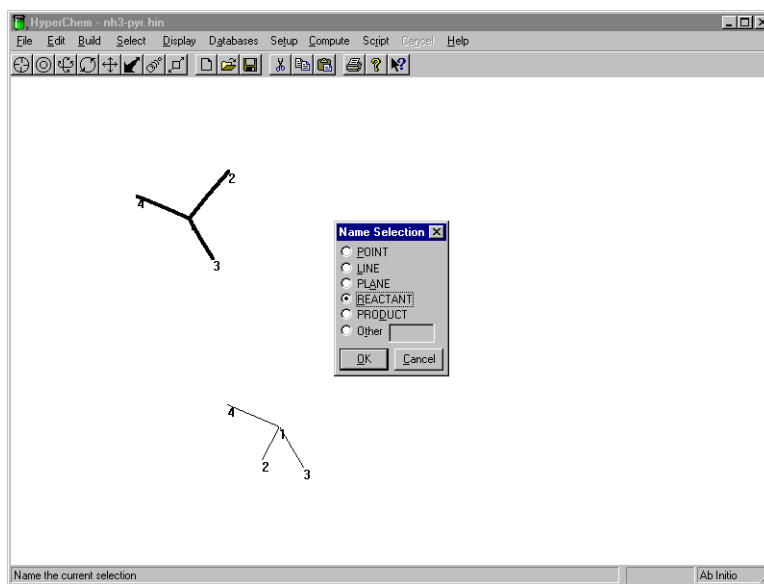 HyperChem - nh3-pyr.hin
File Edit Build Select Display Databases Setup Compute Script Cancel Help
2
4
3
Name Selection
POINT
LINE
PLANE
REACTANT
PRODUCT
Other
OK Cancel
4
1
2
3
Name the current selection
Ab Initio